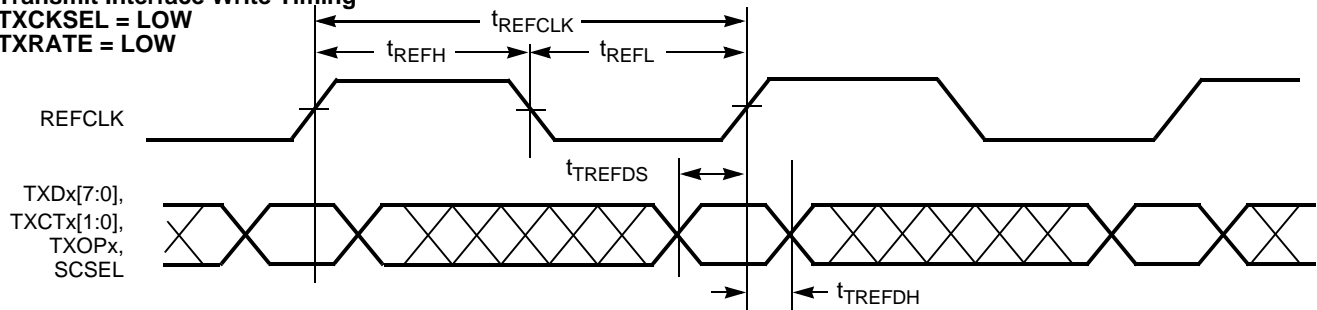 Transmit Interface Write Timing
TXCKSEL = LOW
TXRATE = LOW
tREFCLK
tREFH
tREFL
REFCLK
tTREFDS
TXDx[7:0],
TXCTx[1:0],
TXOPx,
SCSEL
tTREFDH